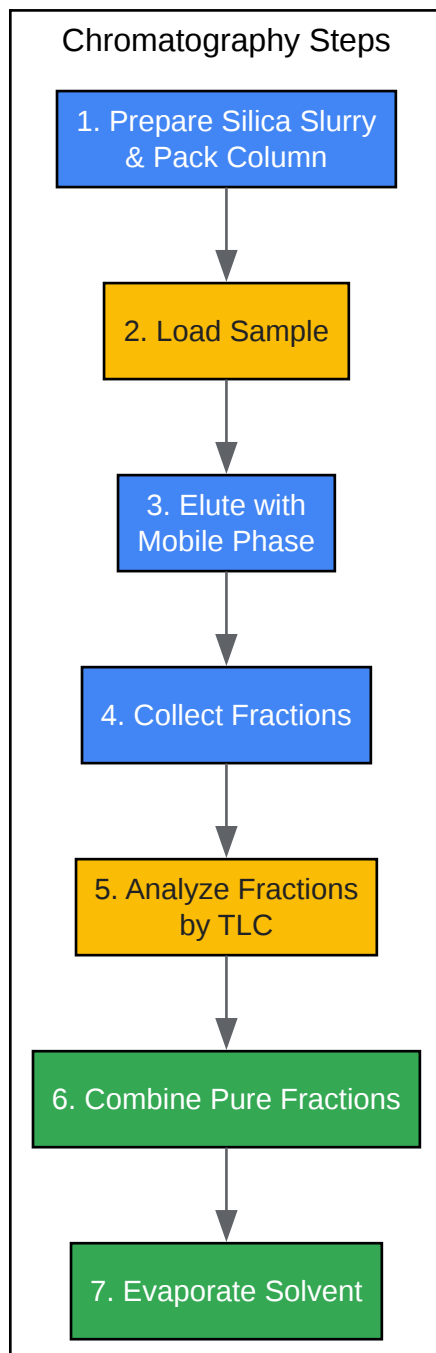 Chromatography Steps
1. Prepare Silica Slurry
& Pack Column
2. Load Sample
3. Elute with
Mobile Phase
4. Collect Fractions
5. Analyze Fractions
by TLC
6. Combine Pure Fractions
7. Evaporate Solvent